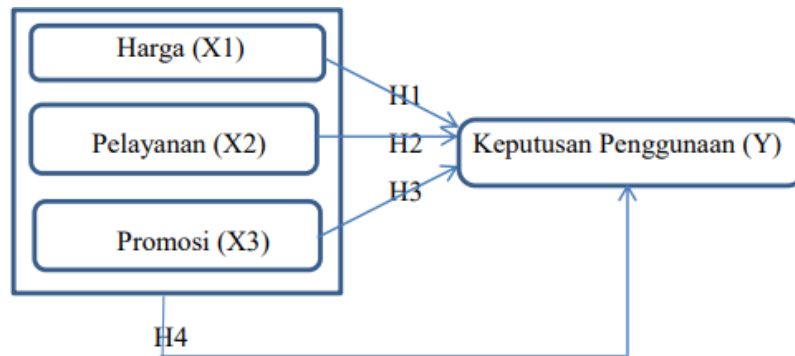 Harga (X1)
H1
Pelayanan (X2)
H2
Keputusan Penggunaan (Y)
H3
Promosi (X3)
H4